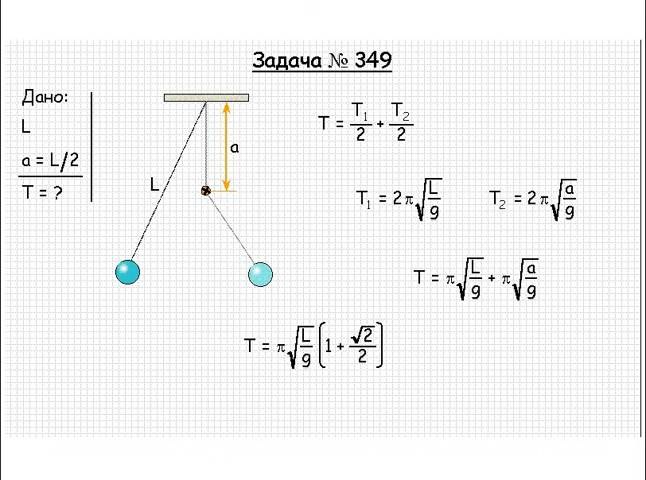 Задача № 349
Дано:
L
a = L/2
T = ?
L
a
T = T₁/2 + T₂/2
T₁ = 2π√(L/g)
T₂ = 2π√(a/g)
T = π√(L/g) + π√(a/g)
T = π√(L/g) (1 + √2/2)